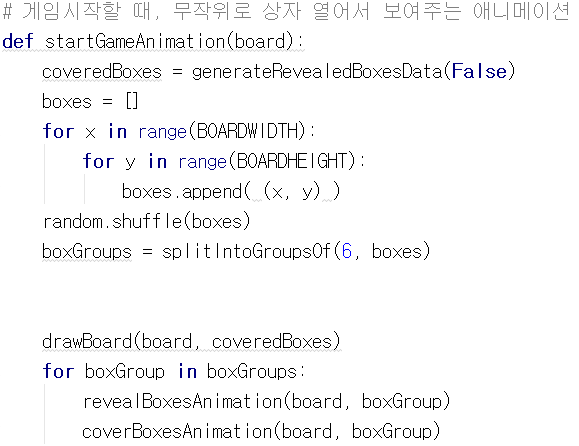 # 게임시작할 때, 무작위로 상자 열어서 보여주는 애니메이션
def startGameAnimation(board):
    coveredBoxes = generateRevealedBoxesData(False)
    boxes = []
    for x in range(BOARDWIDTH):
        for y in range(BOARDHEIGHT):
            boxes.append( (x, y) )
    random.shuffle(boxes)
    boxGroups = splitIntoGroupsOf(6, boxes)
    drawBoard(board, coveredBoxes)
    for boxGroup in boxGroups:
        revealBoxesAnimation(board, boxGroup)
        coverBoxesAnimation(board, boxGroup)